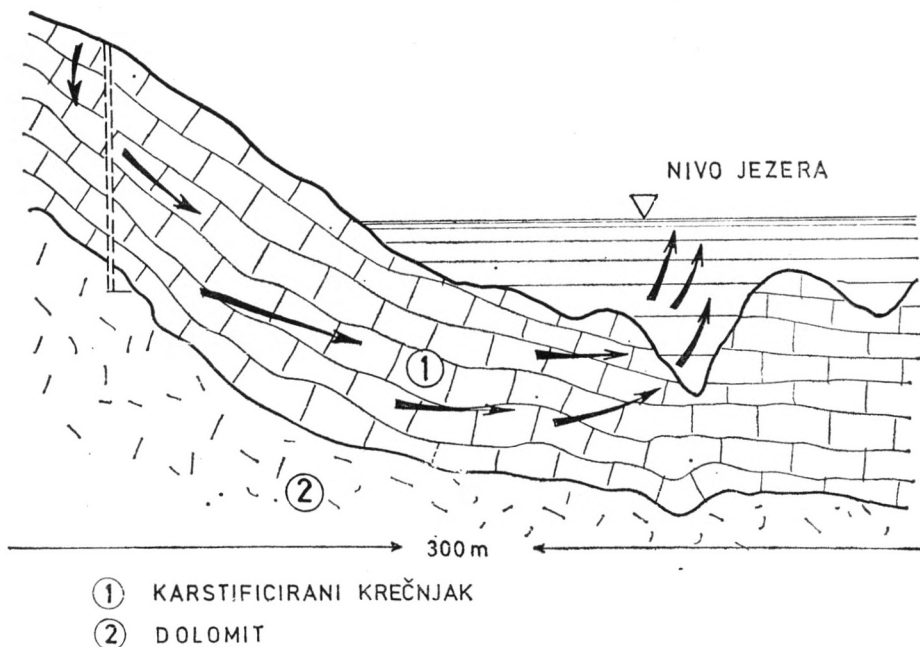 NIVO JEZERA
1
2
300 m
1 KARSTIFICIRANI KREČNJAK
2 DOLOMIT